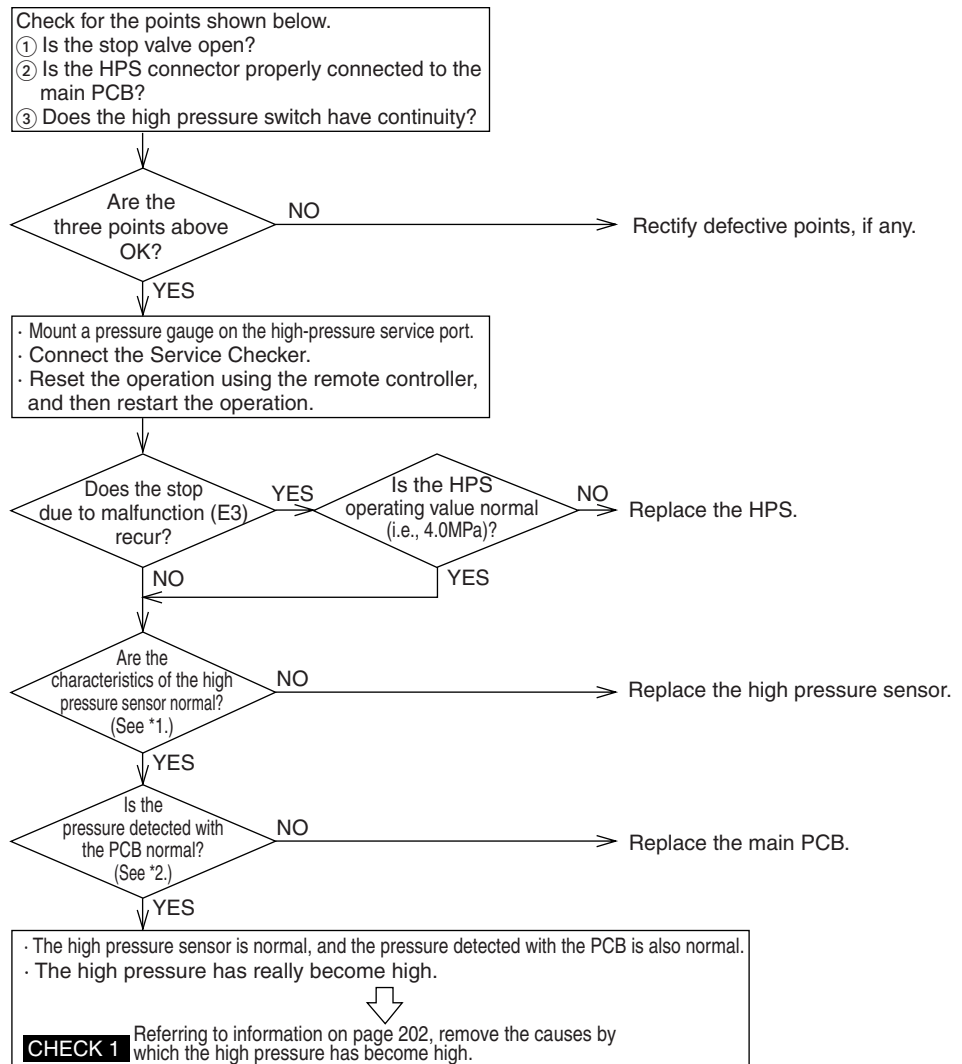 Check for the points shown below.
① Is the stop valve open?
② Is the HPS connector properly connected to the
main PCB?
③ Does the high pressure switch have continuity?
Are the
three points above
OK?
NO
Rectify defective points, if any.
YES
· Mount a pressure gauge on the high-pressure service port.
· Connect the Service Checker.
· Reset the operation using the remote controller,
and then restart the operation.
Does the stop
due to malfunction (E3)
recur?
YES
Is the HPS
operating value normal
(i.e., 4.0MPa)?
NO
Replace the HPS.
NO
YES
Are the
characteristics of the high
pressure sensor normal?
(See *1.)
NO
Replace the high pressure sensor.
YES
Is the
pressure detected with
the PCB normal?
(See *2.)
NO
Replace the main PCB.
YES
· The high pressure sensor is normal, and the pressure detected with the PCB is also normal.
· The high pressure has really become high.
CHECK 1
Referring to information on page 202, remove the causes by
which the high pressure has become high.